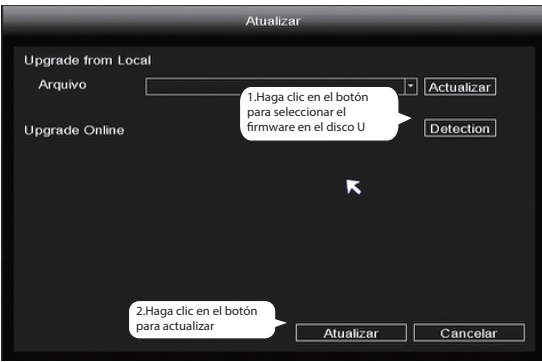 Atualizar
Upgrade from Local
Arquivo
Actualizar
1.Haga clic en el botón
para seleccionar el
firmware en el disco U
Upgrade Online
Detection
2.Haga clic en el botón
para actualizar
Atualizar
Cancelar